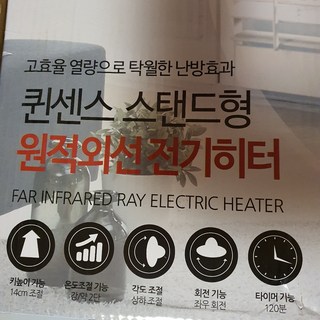 고효율 열량으로 탁월한 난방효과
퀸센스 스탠드형
원적외선 전기히터
FAR INFRARED RAY ELECTRIC HEATER
키높이 기능 온도조절 기능 각도 조절 회전 기능 타이머 기능
14cm 조절 강/약 2단 상하 조절 좌우 회전 120분